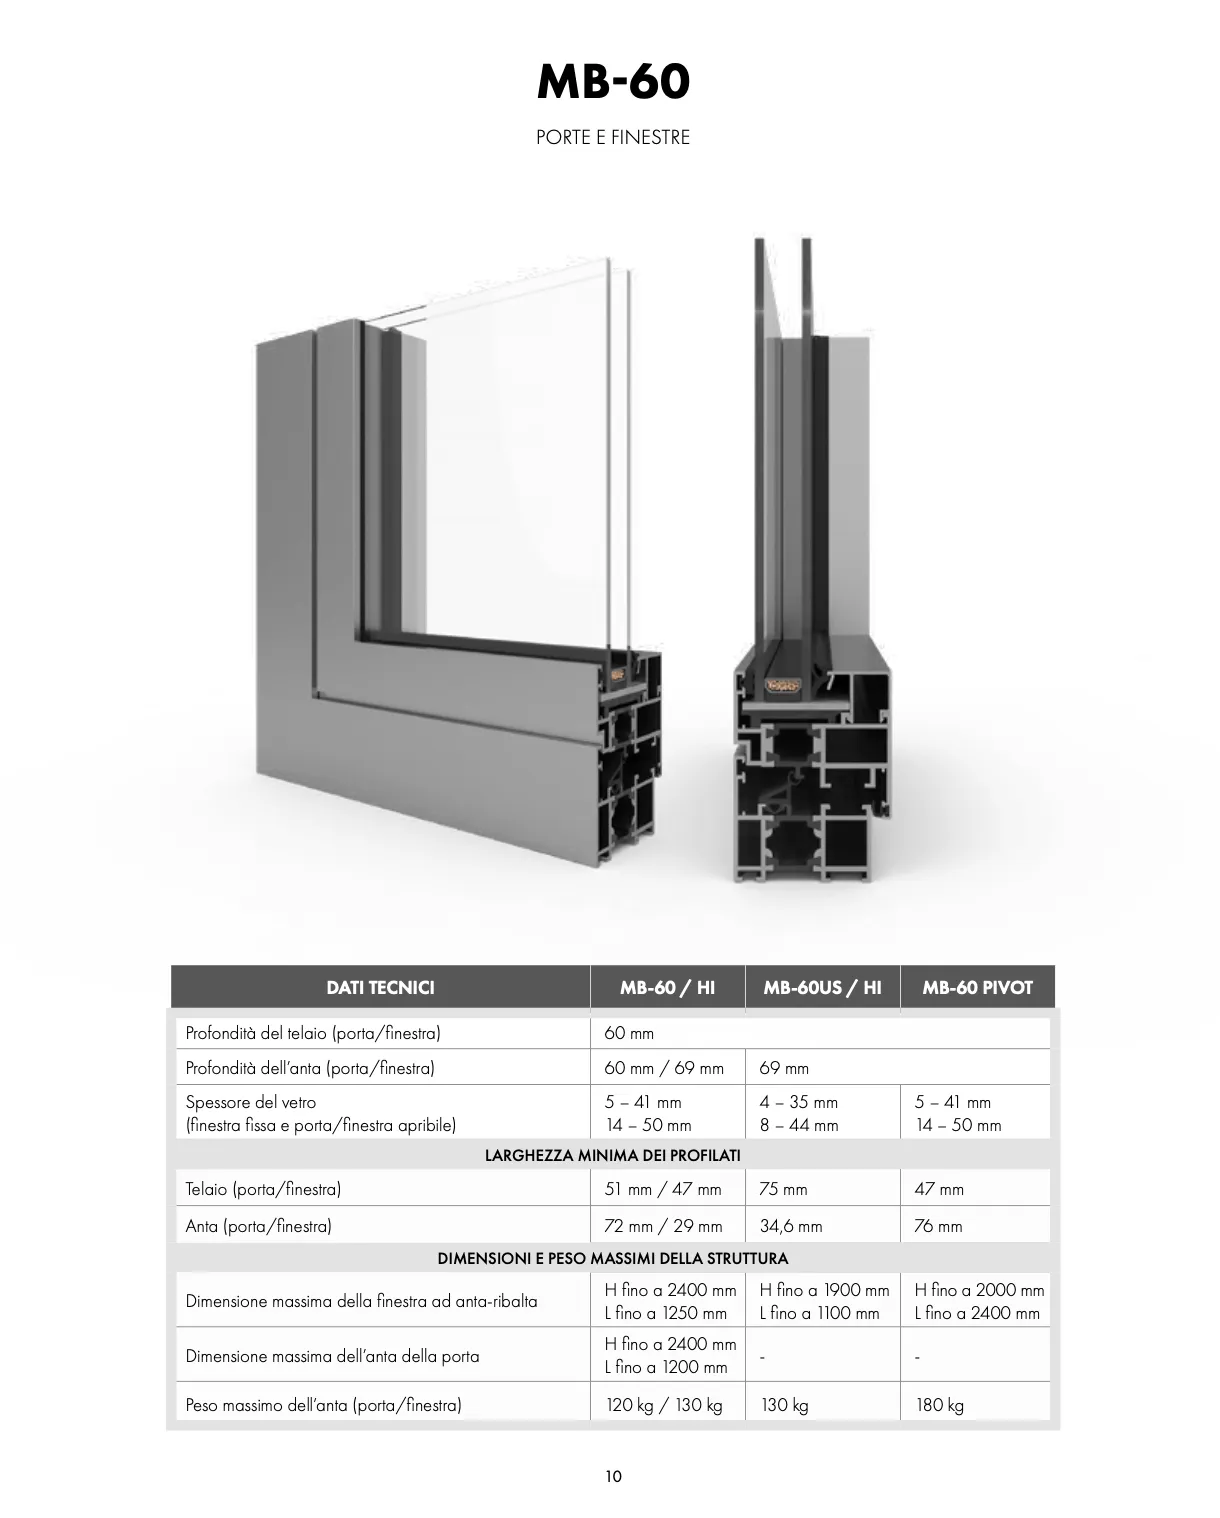 MB-60
PORTE E FINESTRE
DATI TECNICI MB-60 / HI MB-60US / HI MB-60 PIVOT
Profondità del telaio (porta/finestra) 60 mm
Profondità dell'anta (porta/finestra) 60 mm / 69 mm 69 mm
Spessore del vetro 5 – 41 mm 4 – 35 mm 5 – 41 mm
(finestra fissa e porta/finestra apribile) 14 – 50 mm 8 – 44 mm 14 – 50 mm
LARGHEZZA MINIMA DEI PROFILATI
Telaio (porta/finestra) 51 mm / 47 mm 75 mm 47 mm
Anta (porta/finestra) 72 mm / 29 mm 34,6 mm 76 mm
DIMENSIONI E PESO MASSIMI DELLA STRUTTURA
Dimensione massima della finestra ad anta-ribalta H fino a 2400 mm H fino a 1900 mm H fino a 2000 mm
L fino a 1250 mm L fino a 1100 mm L fino a 2400 mm
Dimensione massima dell'anta della porta H fino a 2400 mm - -
L fino a 1200 mm
Peso massimo dell'anta (porta/finestra) 120 kg / 130 kg 130 kg 180 kg
10